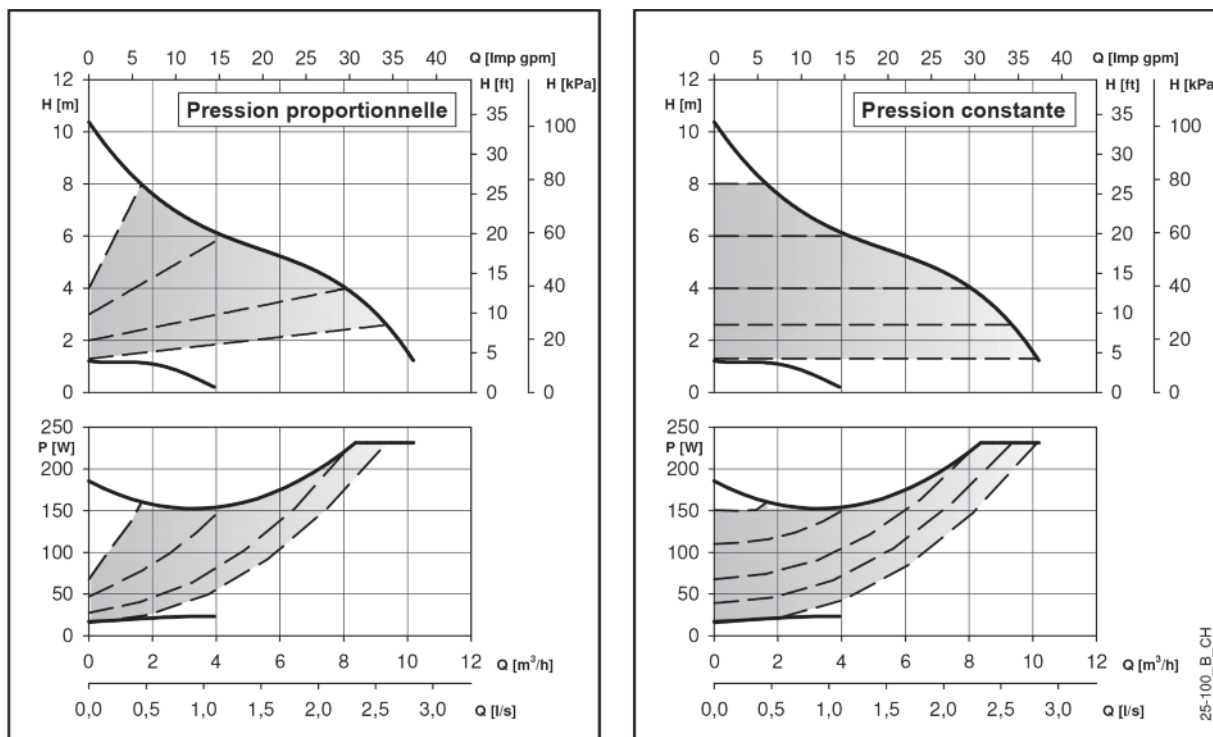 0 5 10 15 20 25 30 35 40 Q [Imp gpm]
H [ft] H [kPa]
12
H [m]
Pression proportionnelle
10
8
6
4
2
0
35
30
25
20
15
10
5
0
100
80
60
40
20
0
250
P [W]
200
150
100
50
0
0 2 4 6 8 10 12
Q [m³/h]
0,0 0,5 1,0 1,5 2,0 2,5 3,0
Q [l/s]
0 5 10 15 20 25 30 35 40 Q [Imp gpm]
H [ft] H [kPa]
12
H [m]
Pression constante
10
8
6
4
2
0
35
30
25
20
15
10
5
0
100
80
60
40
20
0
250
P [W]
200
150
100
50
0
0 2 4 6 8 10 12
Q [m³/h]
0,0 0,5 1,0 1,5 2,0 2,5 3,0
Q [l/s]
25-100_B_CH